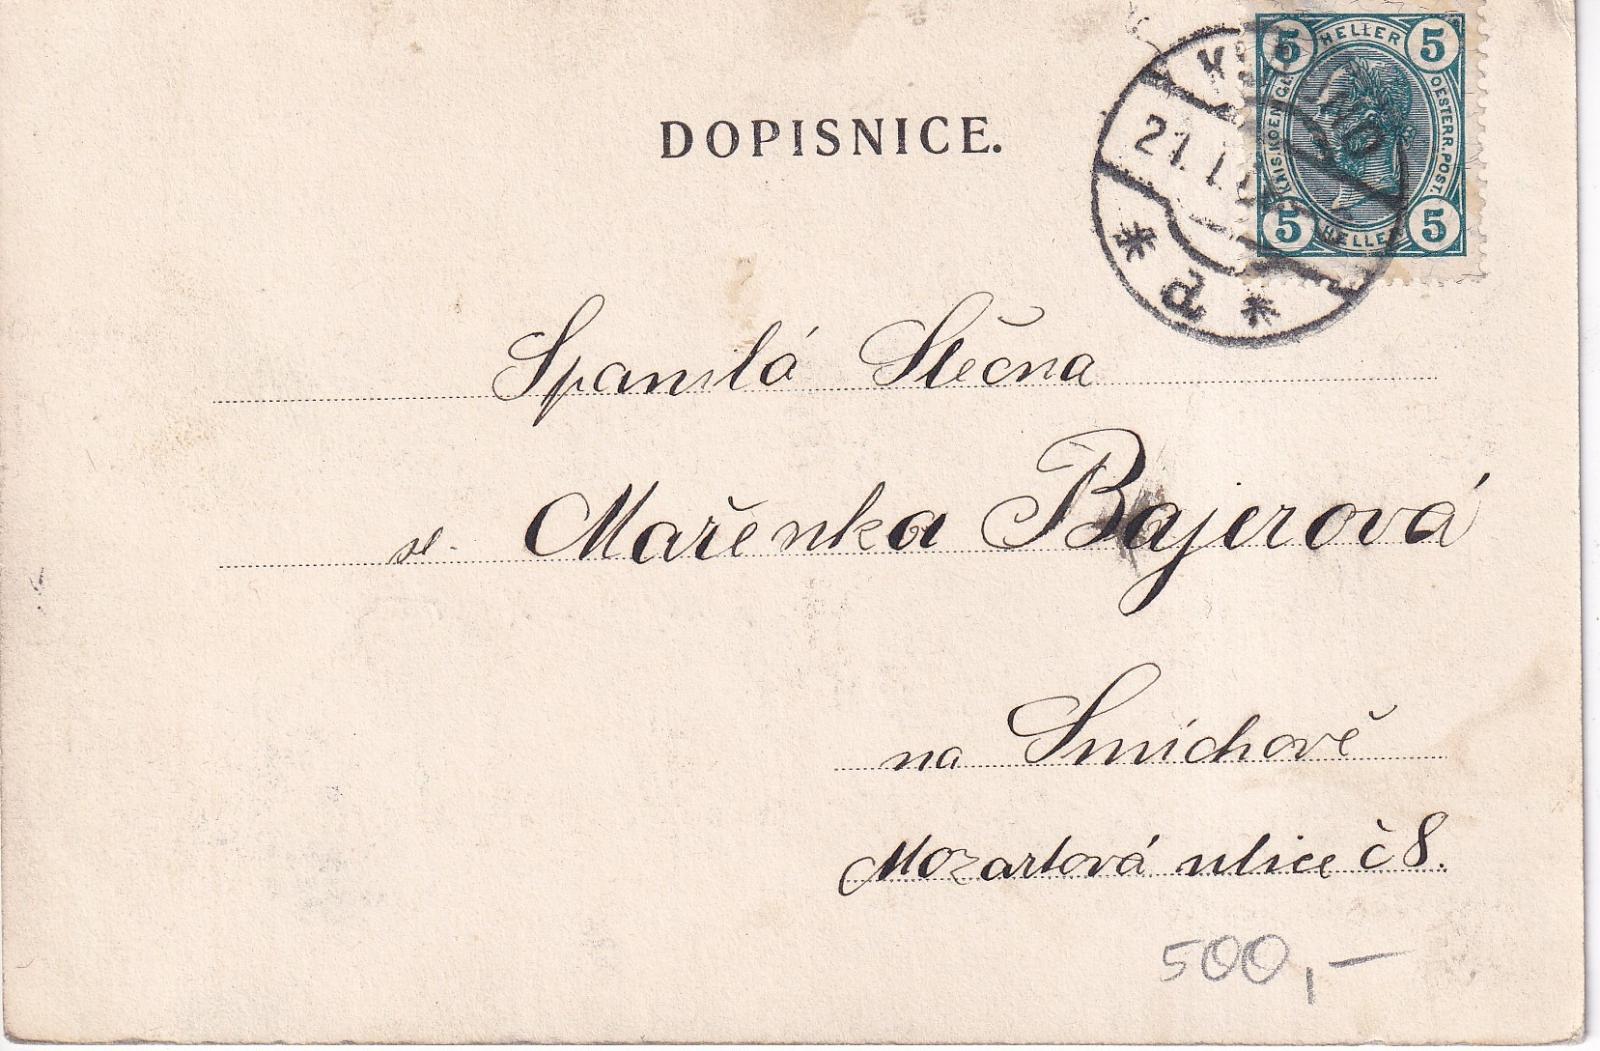 DOPISNICE.
5 HELLER 5
KAIS. KOENIGL. OESTERR. POST.
5 HELLER 5
21. I.
Spanilá Slečna
sl. Mařenka Bajerová
na Smíchově
Mozartová ulice č 8.
500,-